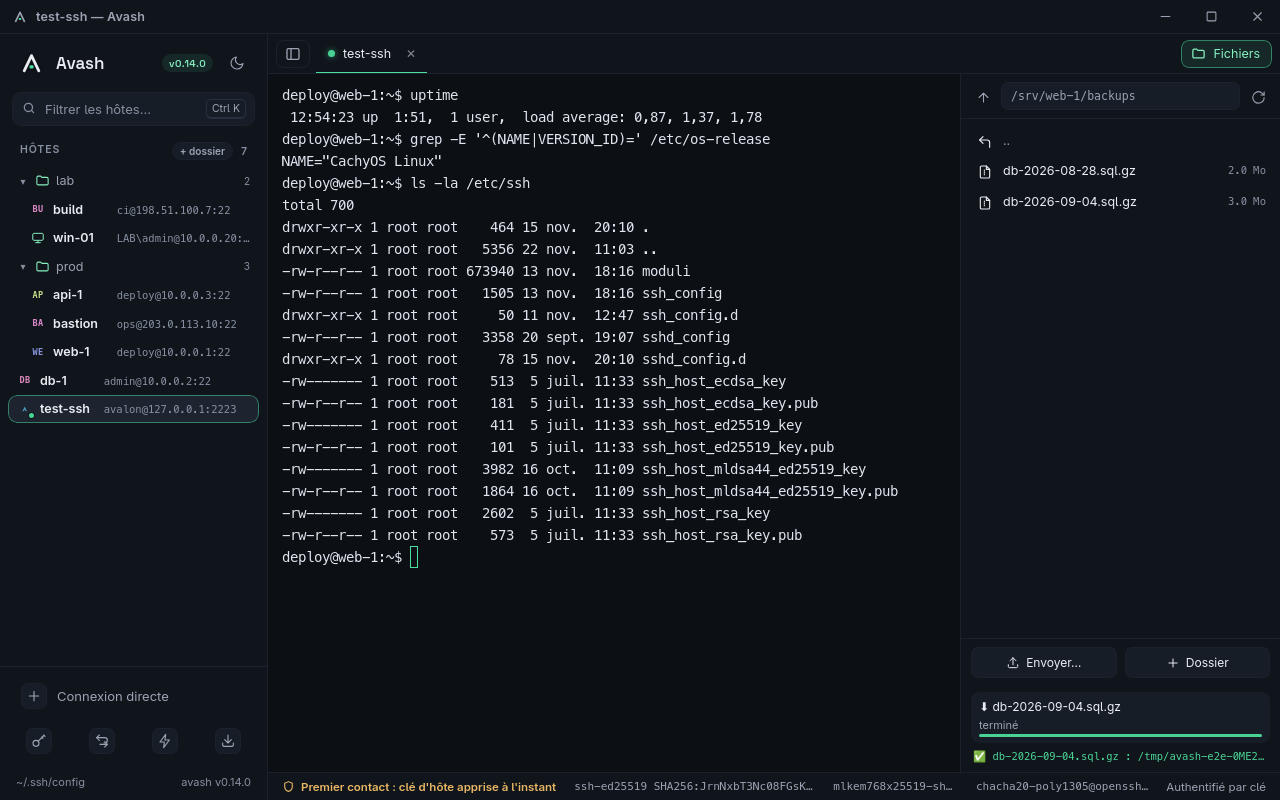 test-ssh — Avash
Avash
v0.14.0
Filtrer les hôtes...
Ctrl K
HÔTES
+ dossier
7
lab
2
BU build ci@198.51.100.7:22
win-01 LAB\admin@10.0.0.20:…
prod
3
AP api-1 deploy@10.0.0.3:22
BA bastion ops@203.0.113.10:22
WE web-1 deploy@10.0.0.1:22
DB db-1 admin@10.0.0.2:22
test-ssh avalon@127.0.0.1:2223
Connexion directe
~/.ssh/config
avash v0.14.0
test-ssh
Fichiers
deploy@web-1:~$ uptime
 12:54:23 up  1:51,  1 user,  load average: 0,87, 1,37, 1,78
deploy@web-1:~$ grep -E '^(NAME|VERSION_ID)=' /etc/os-release
NAME="CachyOS Linux"
deploy@web-1:~$ ls -la /etc/ssh
total 700
drwxr-xr-x 1 root root    464 15 nov.  20:10 .
drwxr-xr-x 1 root root   5356 22 nov.  11:03 ..
-rw-r--r-- 1 root root 673940 13 nov.  18:16 moduli
-rw-r--r-- 1 root root   1505 13 nov.  18:16 ssh_config
drwxr-xr-x 1 root root     50 11 nov.  12:47 ssh_config.d
-rw-r--r-- 1 root root   3358 20 sept. 19:07 sshd_config
drwxr-xr-x 1 root root     78 15 nov.  20:10 sshd_config.d
-rw------- 1 root root    513  5 juil. 11:33 ssh_host_ecdsa_key
-rw-r--r-- 1 root root    181  5 juil. 11:33 ssh_host_ecdsa_key.pub
-rw------- 1 root root    411  5 juil. 11:33 ssh_host_ed25519_key
-rw-r--r-- 1 root root    101  5 juil. 11:33 ssh_host_ed25519_key.pub
-rw------- 1 root root   3982 16 oct.  11:09 ssh_host_mldsa44_ed25519_key
-rw-r--r-- 1 root root   1864 16 oct.  11:09 ssh_host_mldsa44_ed25519_key.pub
-rw------- 1 root root   2602  5 juil. 11:33 ssh_host_rsa_key
-rw-r--r-- 1 root root    573  5 juil. 11:33 ssh_host_rsa_key.pub
deploy@web-1:~$
/srv/web-1/backups
..
db-2026-08-28.sql.gz 2.0 Mo
db-2026-09-04.sql.gz 3.0 Mo
Envoyer...
Dossier
⬇ db-2026-09-04.sql.gz
terminé
✅ db-2026-09-04.sql.gz : /tmp/avash-e2e-0ME2…
Premier contact : clé d'hôte apprise à l'instant
ssh-ed25519 SHA256:JrnNxbT3Nc08FGsK…
mlkem768x25519-sh…
chacha20-poly1305@openssh…
Authentifié par clé